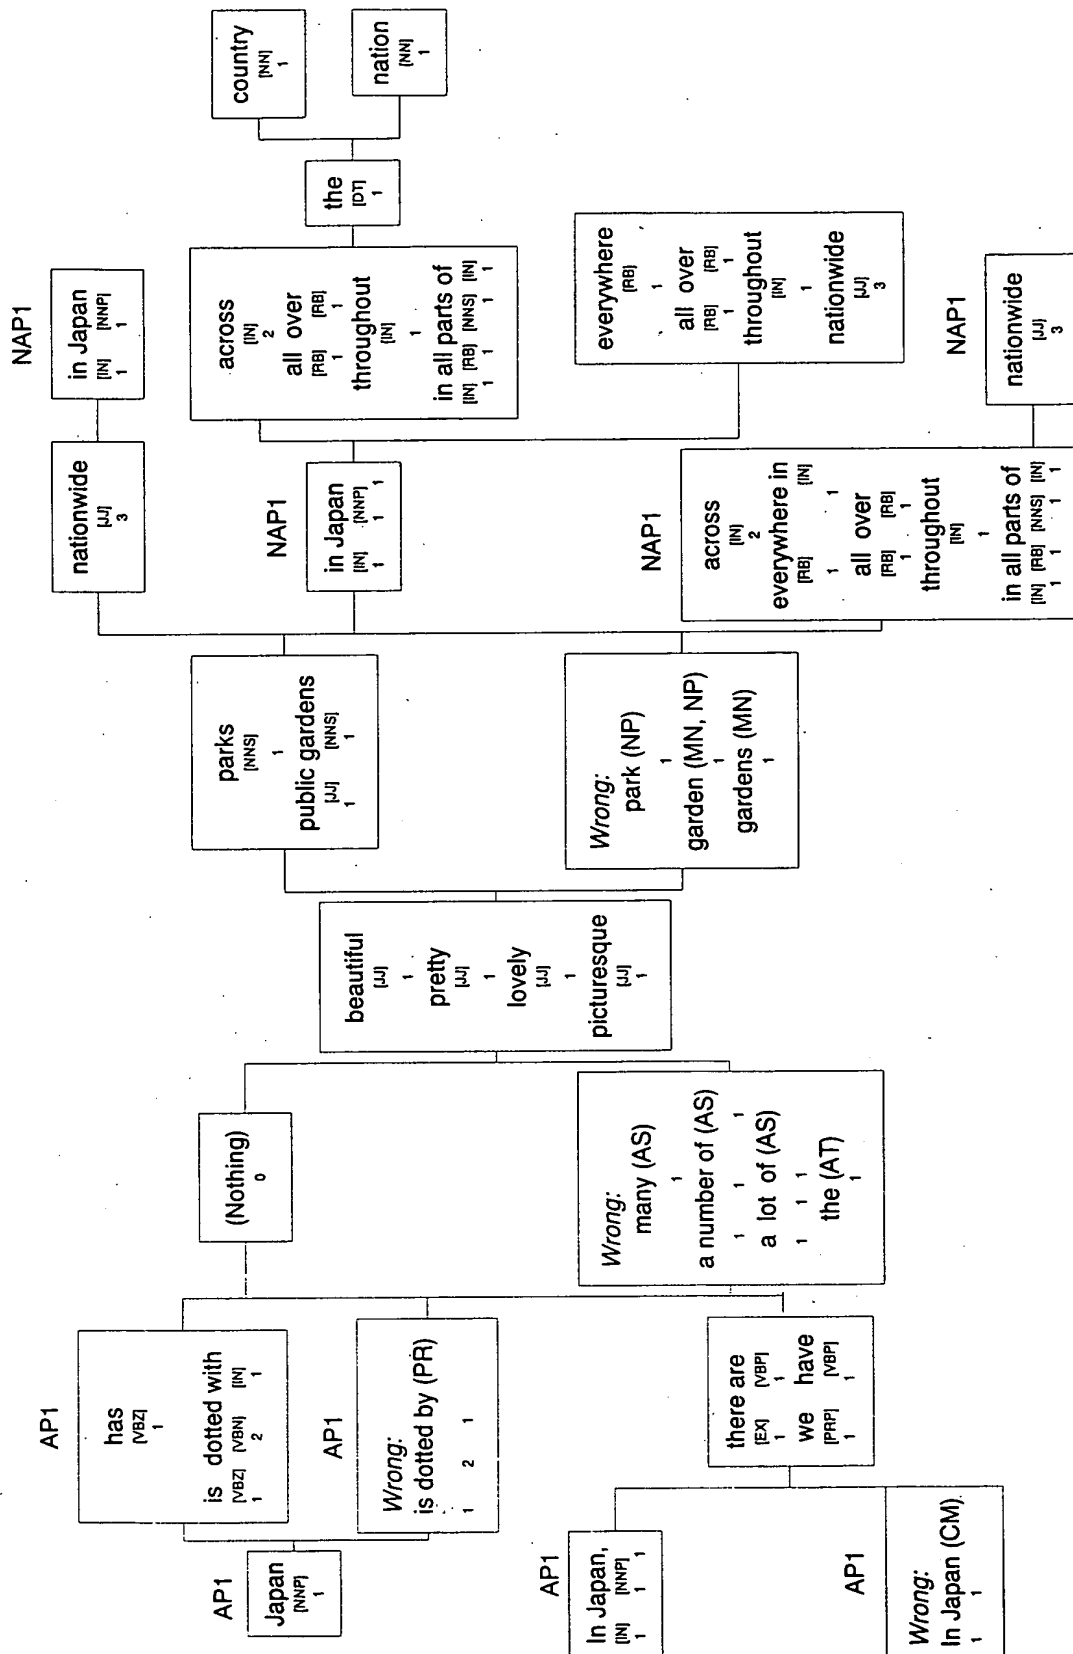 AP1
Japan
[NNP]
1
AP1
has
[VBZ]
1
is dotted with
[VBZ] [VBN] [IN]
1 2 1
AP1
Wrong:
is dotted by (PR)
1 2 1
AP1
In Japan,
[IN] [NNP]
1 1 1
AP1
Wrong:
In Japan (CM)
1 1
there are
[EX] [VBP]
1 1
we have
[PRP] [VBP]
1 1
(Nothing)
0
Wrong:
many (AS)
1
a number of (AS)
1 1 1
a lot of (AS)
1 1 1
the (AT)
1
beautiful
[JJ]
1
pretty
[JJ]
1
lovely
[JJ]
1
picturesque
[JJ]
1
parks
[NNS]
1
public gardens
[JJ] [NNS]
1 1
Wrong:
park (NP)
1
garden (MN, NP)
1
gardens (MN)
1
nationwide
[JJ]
3
NAP1
in Japan
[IN] [NNP]
1 1
NAP1
in Japan
[IN] [NNP]
1 1 1
across
[IN]
2
all over
[RB] [RB]
1 1
throughout
[IN]
1
in all parts of
[IN] [RB] [NNS] [IN]
1 1 1 1
the
[DT]
1
country
[NN]
1
nation
[NN]
1
everywhere
[RB]
1
all over
[RB] [RB]
1 1
throughout
[IN]
1
nationwide
[JJ]
3
NAP1
across
[IN]
2
everywhere in
[RB] [IN]
1 1
all over
[RB] [RB]
1 1
throughout
[IN]
1
in all parts of
[IN] [RB] [NNS] [IN]
1 1 1 1
NAP1
nationwide
[JJ]
3